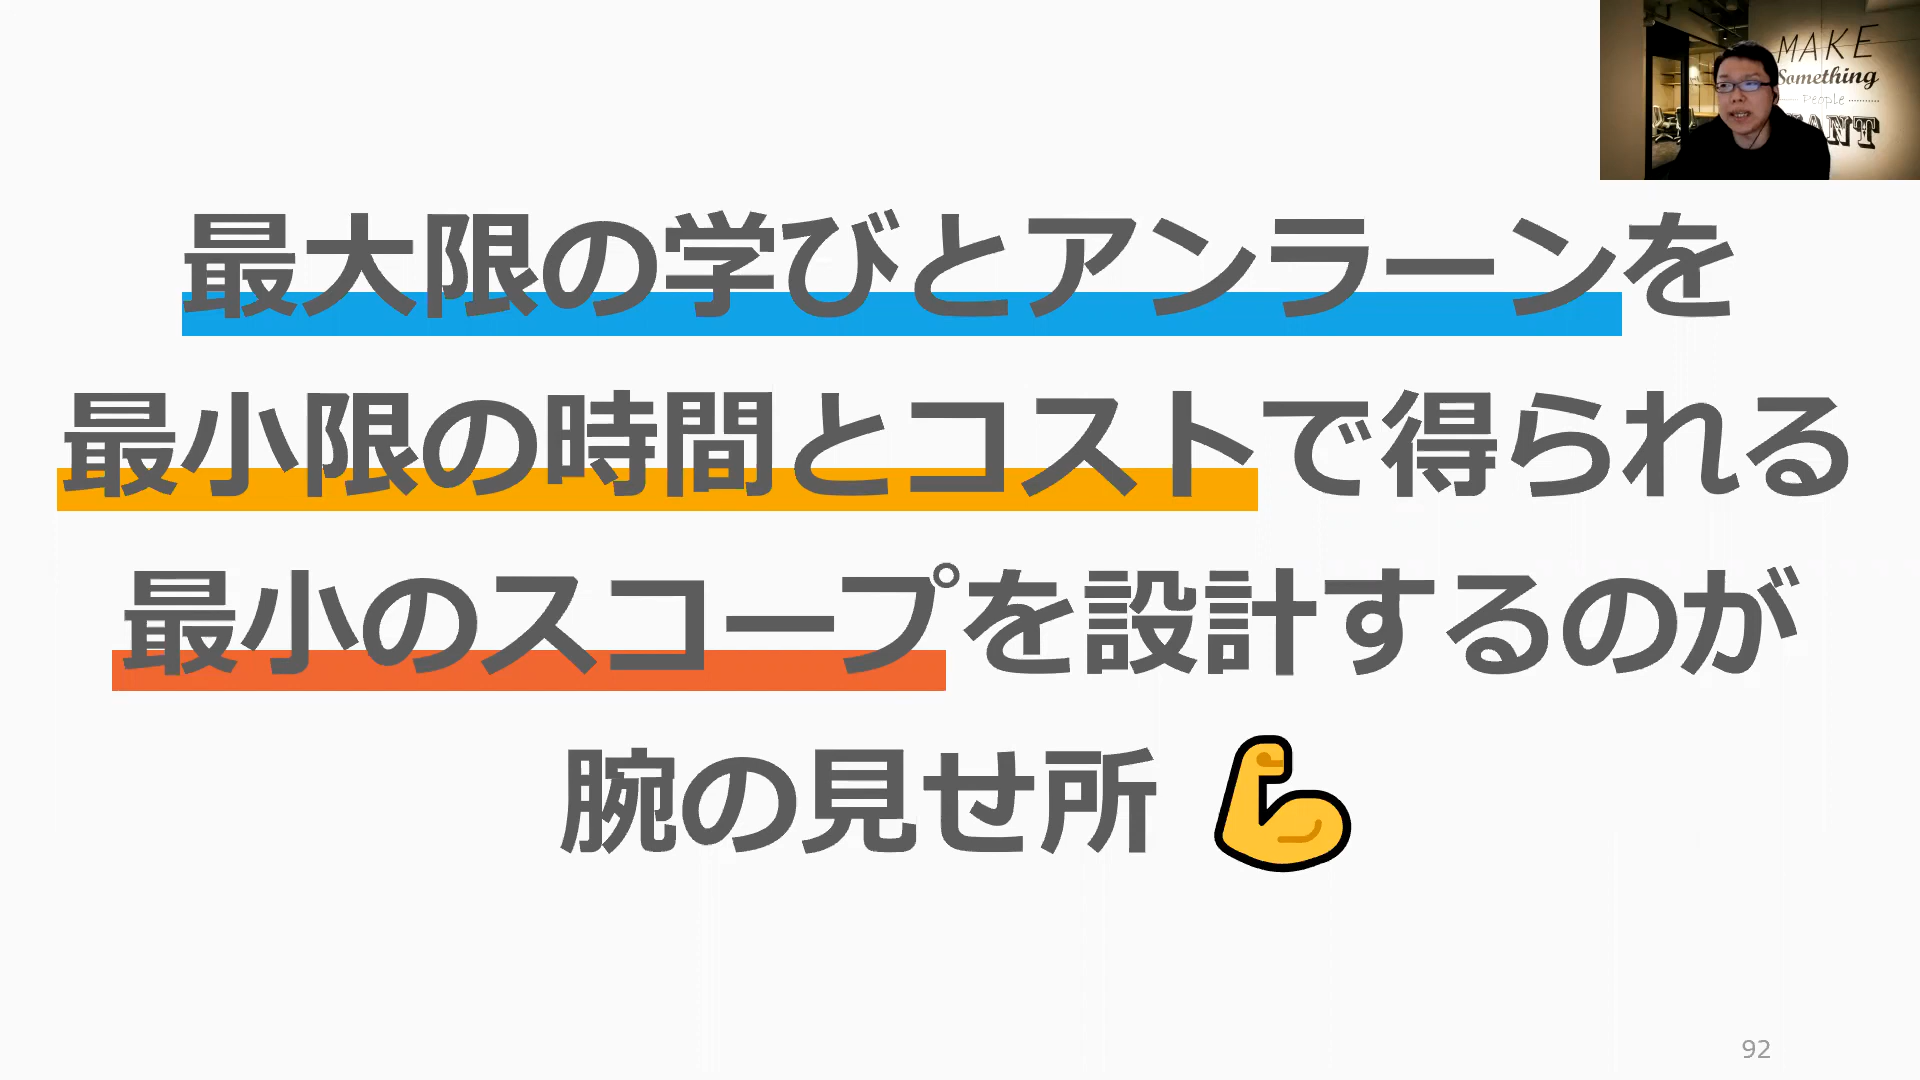 MAKE
Something
People
WANT
最大限の学びとアンラーンを
最小限の時間とコストで得られる
最小のスコープを設計するのが
腕の見せ所 💪
92